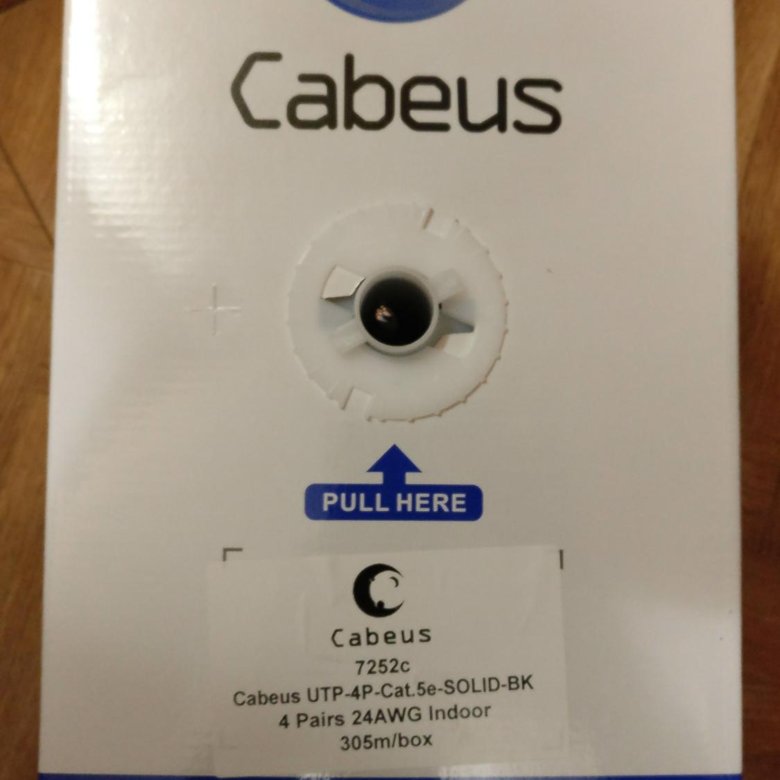 Cabeus
PULL HERE
Cabeus
7252c
Cabeus UTP-4P-Cat.5e-SOLID-BK
4 Pairs 24AWG Indoor
305m/box